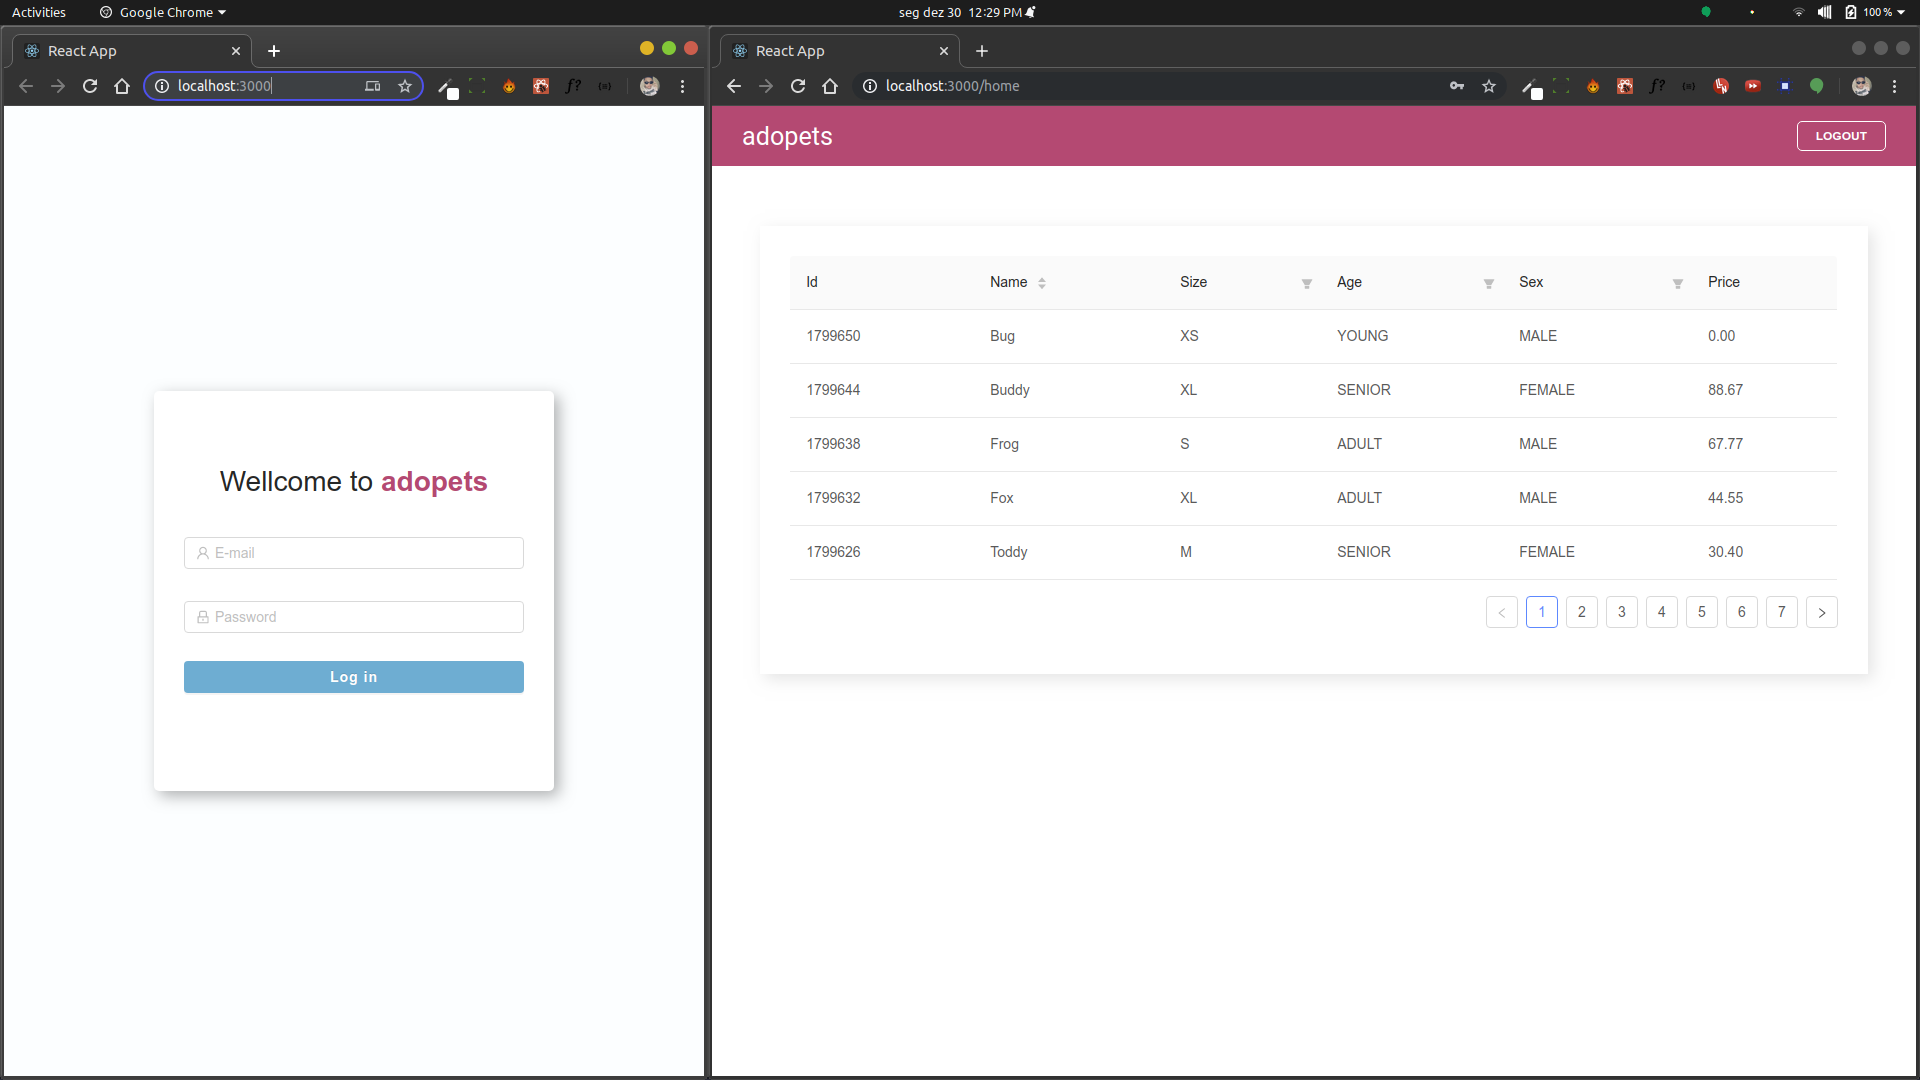 Activities
Google Chrome
seg dez 30 12:29 PM
100 %
React App
localhost:3000
Wellcome to adopets
E-mail
Password
Log in
React App
localhost:3000/home
adopets
LOGOUT
Id Name Size Age Sex Price
1799650 Bug XS YOUNG MALE 0.00
1799644 Buddy XL SENIOR FEMALE 88.67
1799638 Frog S ADULT MALE 67.77
1799632 Fox XL ADULT MALE 44.55
1799626 Toddy M SENIOR FEMALE 30.40
< 1 2 3 4 5 6 7 >